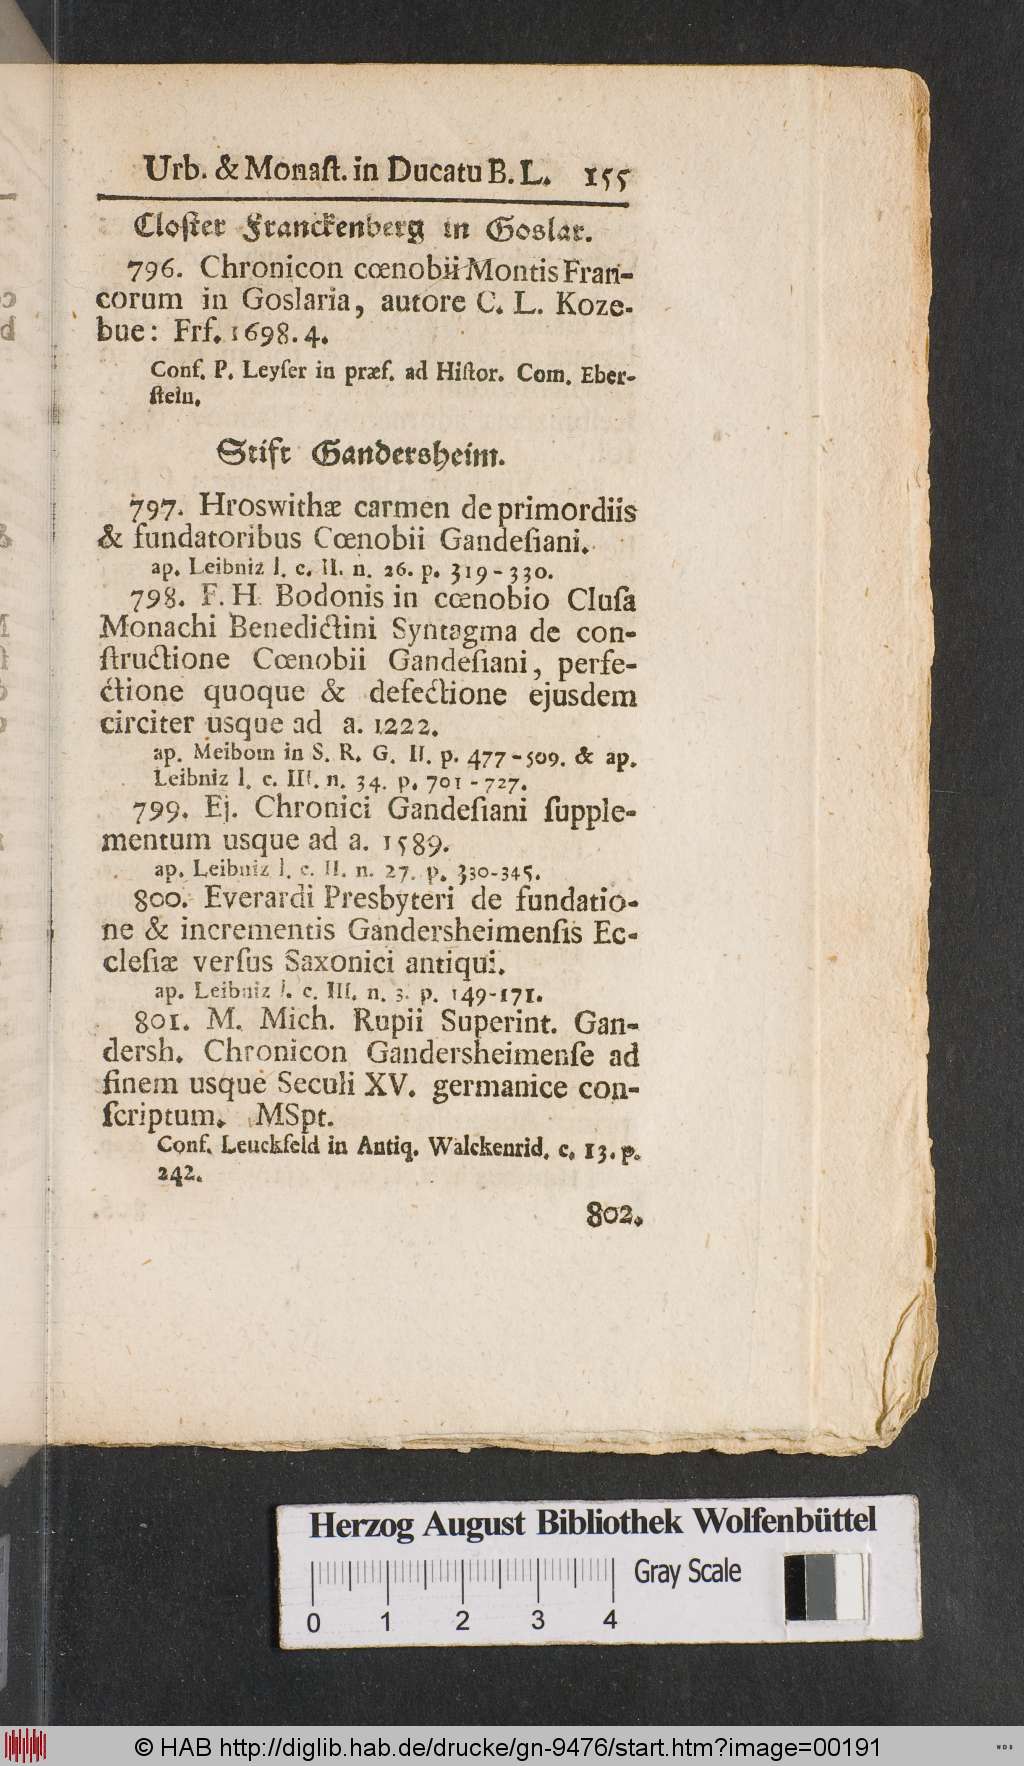 Urb. & Monaſt. in Ducatu B. L. 155
Cloſter Franckenberg in Goslar.
796. Chronicon cœnobii Montis Fran-
corum in Goslaria, autore C. L. Koze-
bue: Frf. 1698. 4.
Conf. P. Leyſer in præf. ad Hiſtor. Com. Eber-
ſtein.
Stift Gandersheim.
797. Hroswithæ carmen de primordiis
& fundatoribus Cœnobii Gandeſiani.
ap. Leibniz l. c. II. n. 26. p. 319-330.
798. F. H. Bodonis in cœnobio Cluſa
Monachi Benedictini Syntagma de con-
ſtructione Cœnobii Gandeſiani, perfe-
ctione quoque & defectione ejusdem
circiter usque ad a. 1222.
ap. Meibom in S. R. G. II. p. 477-509. & ap.
Leibniz l. c. III. n. 34. p. 701-727.
799. Ej. Chronici Gandeſiani ſupple-
mentum usque ad a. 1589.
ap. Leibniz l. c. II. n. 27. p. 330-345.
800. Everardi Presbyteri de fundatio-
ne & incrementis Gandersheimenſis Ec-
cleſiæ verſus Saxonici antiqui.
ap. Leibniz l. c. III. n. 3. p. 149-171.
801. M. Mich. Rupii Superint. Gan-
dersh. Chronicon Gandersheimenſe ad
finem usque Seculi XV. germanice con-
ſcriptum. MSpt.
Conf. Leuckfeld in Antiq. Walckenrid. c. 13. p.
242.
802.
Herzog August Bibliothek Wolfenbüttel
Gray Scale
0 1 2 3 4
© HAB http://diglib.hab.de/drucke/gn-9476/start.htm?image=00191
WDB